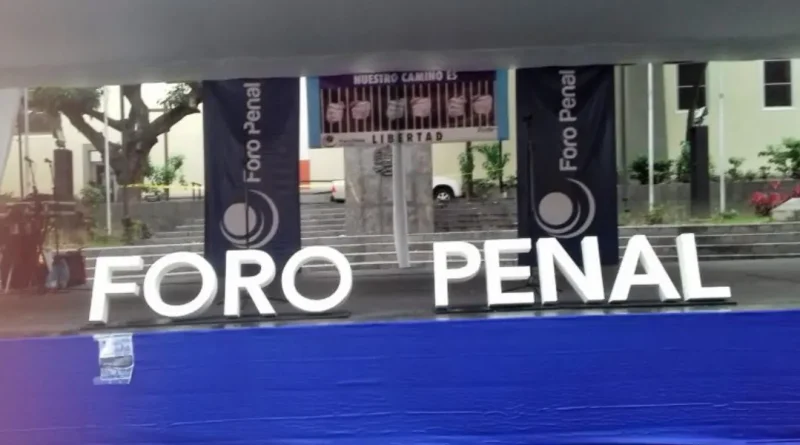 NUESTRO CAMINO ES
LIBERTAD
Foro Penal
Foro Penal
FORO PENAL